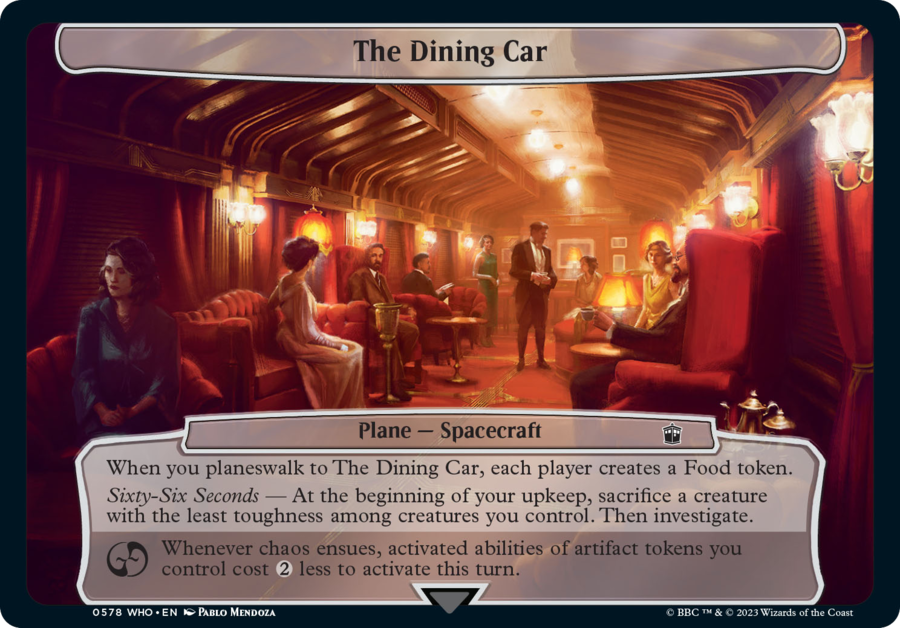 The Dining Car
Plane — Spacecraft
When you planeswalk to The Dining Car, each player creates a Food token.
Sixty-Six Seconds — At the beginning of your upkeep, sacrifice a creature
with the least toughness among creatures you control. Then investigate.
Whenever chaos ensues, activated abilities of artifact tokens you
control cost 2 less to activate this turn.
0578 WHO • EN Pablo Mendoza
© BBC ™ & © 2023 Wizards of the Coast